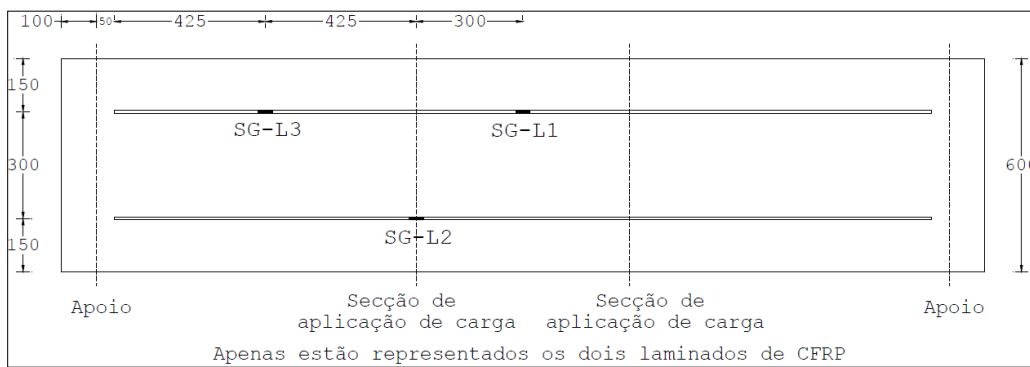 100 50 425 425 300
150
SG-L3 SG-L1
300 600
SG-L2
150
Apoio Secção de aplicação de carga Secção de aplicação de carga Apoio
Apenas estão representados os dois laminados de CFRP